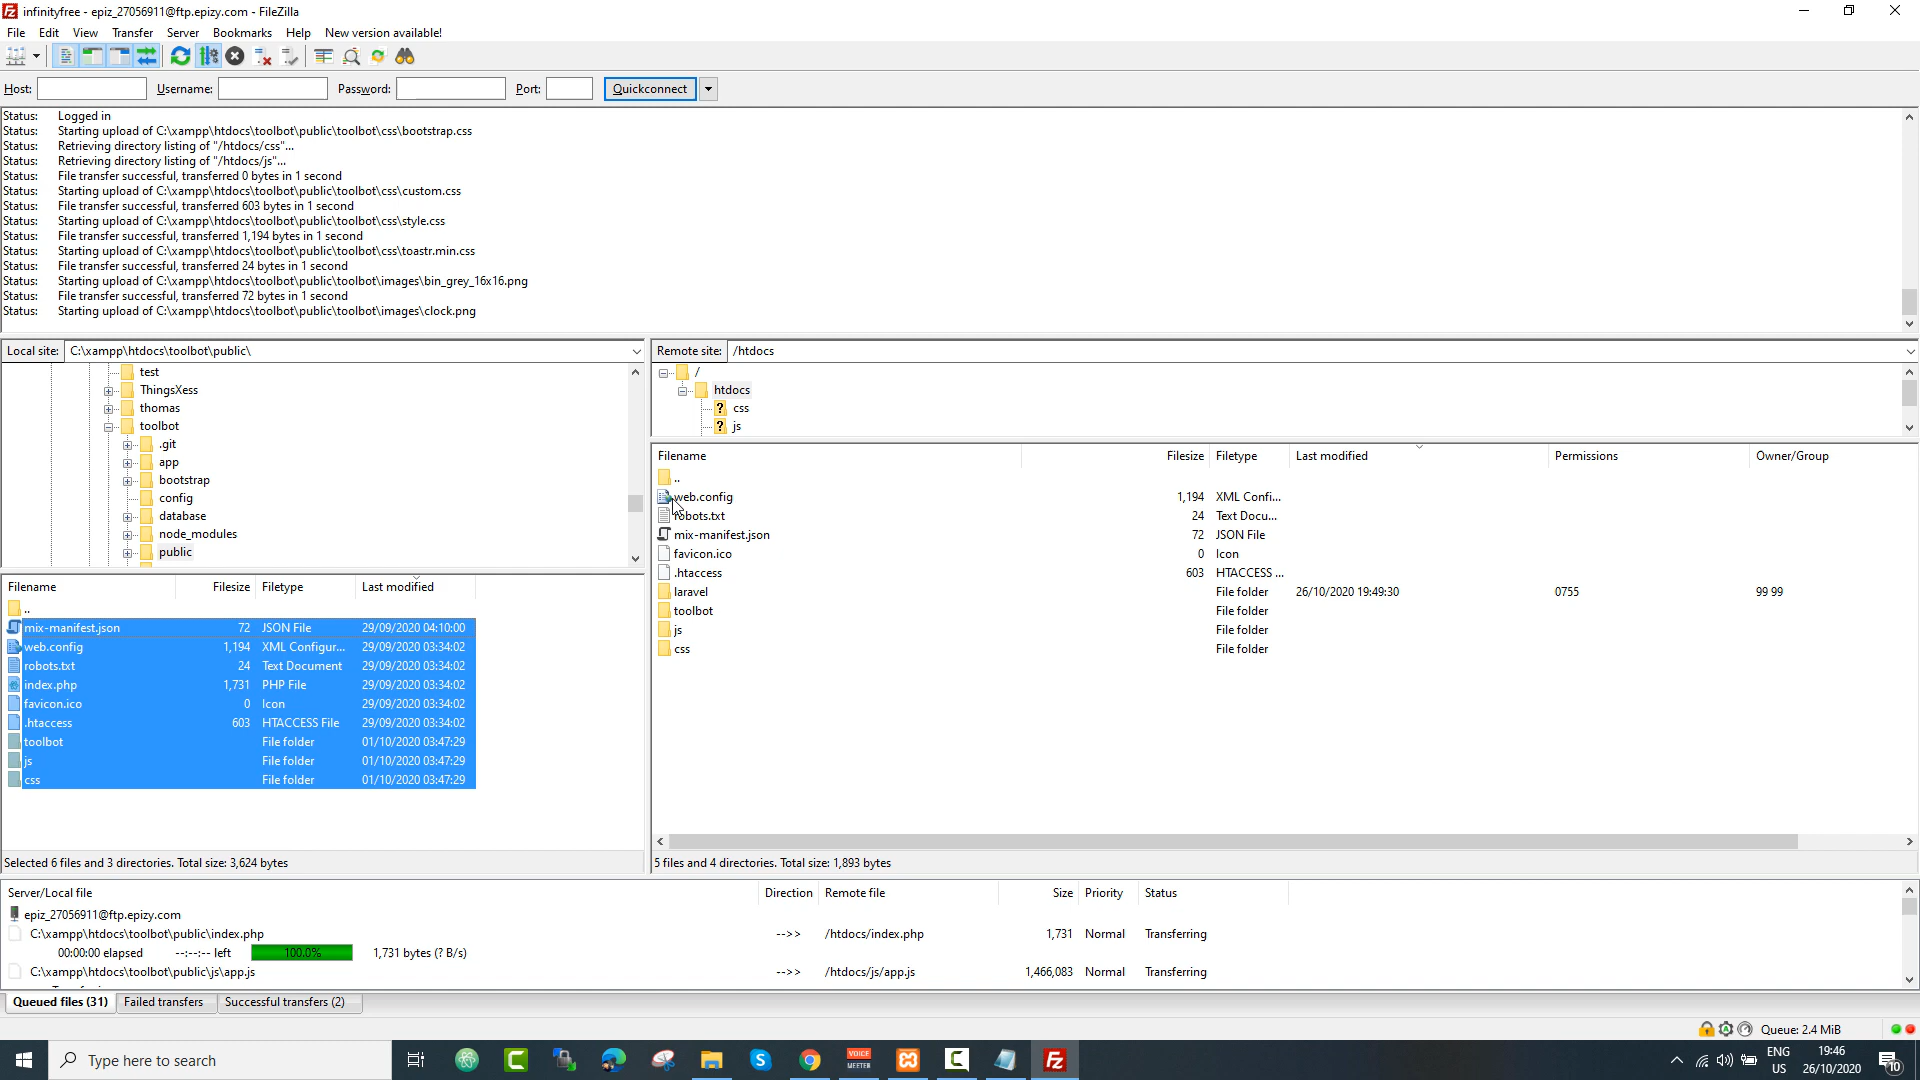 infinityfree - epiz_27056911@ftp.epizy.com - FileZilla
File Edit View Transfer Server Bookmarks Help New version available!
Host: Username: Password: Port: Quickconnect
Status: Logged in
Status: Starting upload of C:\xampp\htdocs\toolbot\public\toolbot\css\bootstrap.css
Status: Retrieving directory listing of "/htdocs/css"...
Status: Retrieving directory listing of "/htdocs/js"...
Status: File transfer successful, transferred 0 bytes in 1 second
Status: Starting upload of C:\xampp\htdocs\toolbot\public\toolbot\css\custom.css
Status: File transfer successful, transferred 603 bytes in 1 second
Status: Starting upload of C:\xampp\htdocs\toolbot\public\toolbot\css\style.css
Status: File transfer successful, transferred 1,194 bytes in 1 second
Status: Starting upload of C:\xampp\htdocs\toolbot\public\toolbot\css\toastr.min.css
Status: File transfer successful, transferred 24 bytes in 1 second
Status: Starting upload of C:\xampp\htdocs\toolbot\public\toolbot\images\bin_grey_16x16.png
Status: File transfer successful, transferred 72 bytes in 1 second
Status: Starting upload of C:\xampp\htdocs\toolbot\public\toolbot\images\clock.png
Local site: C:\xampp\htdocs\toolbot\public\
test
ThingsXess
thomas
toolbot
.git
app
bootstrap
config
database
node_modules
public
Filename Filesize Filetype Last modified
..
mix-manifest.json 72 JSON File 29/09/2020 04:10:00
web.config 1,194 XML Configur... 29/09/2020 03:34:02
robots.txt 24 Text Document 29/09/2020 03:34:02
index.php 1,731 PHP File 29/09/2020 03:34:02
favicon.ico 0 Icon 29/09/2020 03:34:02
.htaccess 603 HTACCESS File 29/09/2020 03:34:02
toolbot File folder 01/10/2020 03:47:29
js File folder 01/10/2020 03:47:29
css File folder 01/10/2020 03:47:29
Selected 6 files and 3 directories. Total size: 3,624 bytes
Remote site: /htdocs
/
htdocs
? css
? js
Filename Filesize Filetype Last modified Permissions Owner/Group
..
web.config 1,194 XML Confi...
robots.txt 24 Text Docu...
mix-manifest.json 72 JSON File
favicon.ico 0 Icon
.htaccess 603 HTACCESS ...
laravel File folder 26/10/2020 19:49:30 0755 99 99
toolbot File folder
js File folder
css File folder
5 files and 4 directories. Total size: 1,893 bytes
Server/Local file Direction Remote file Size Priority Status
epiz_27056911@ftp.epizy.com
C:\xampp\htdocs\toolbot\public\index.php -->> /htdocs/index.php 1,731 Normal Transferring
00:00:00 elapsed --:--:-- left 100.0% 1,731 bytes (? B/s)
C:\xampp\htdocs\toolbot\public\js\app.js -->> /htdocs/js/app.js 1,466,083 Normal Transferring
Queued files (31) Failed transfers Successful transfers (2)
Queue: 2.4 MiB
Type here to search
VOICE
MEETER
ENG
US
19:46
26/10/2020
10